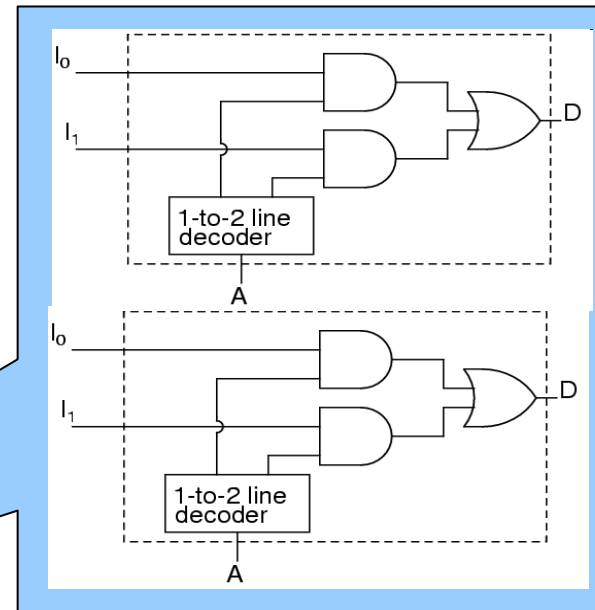 I₀
D
I₁
1-to-2 line
decoder
A
I₀
D
I₁
1-to-2 line
decoder
A